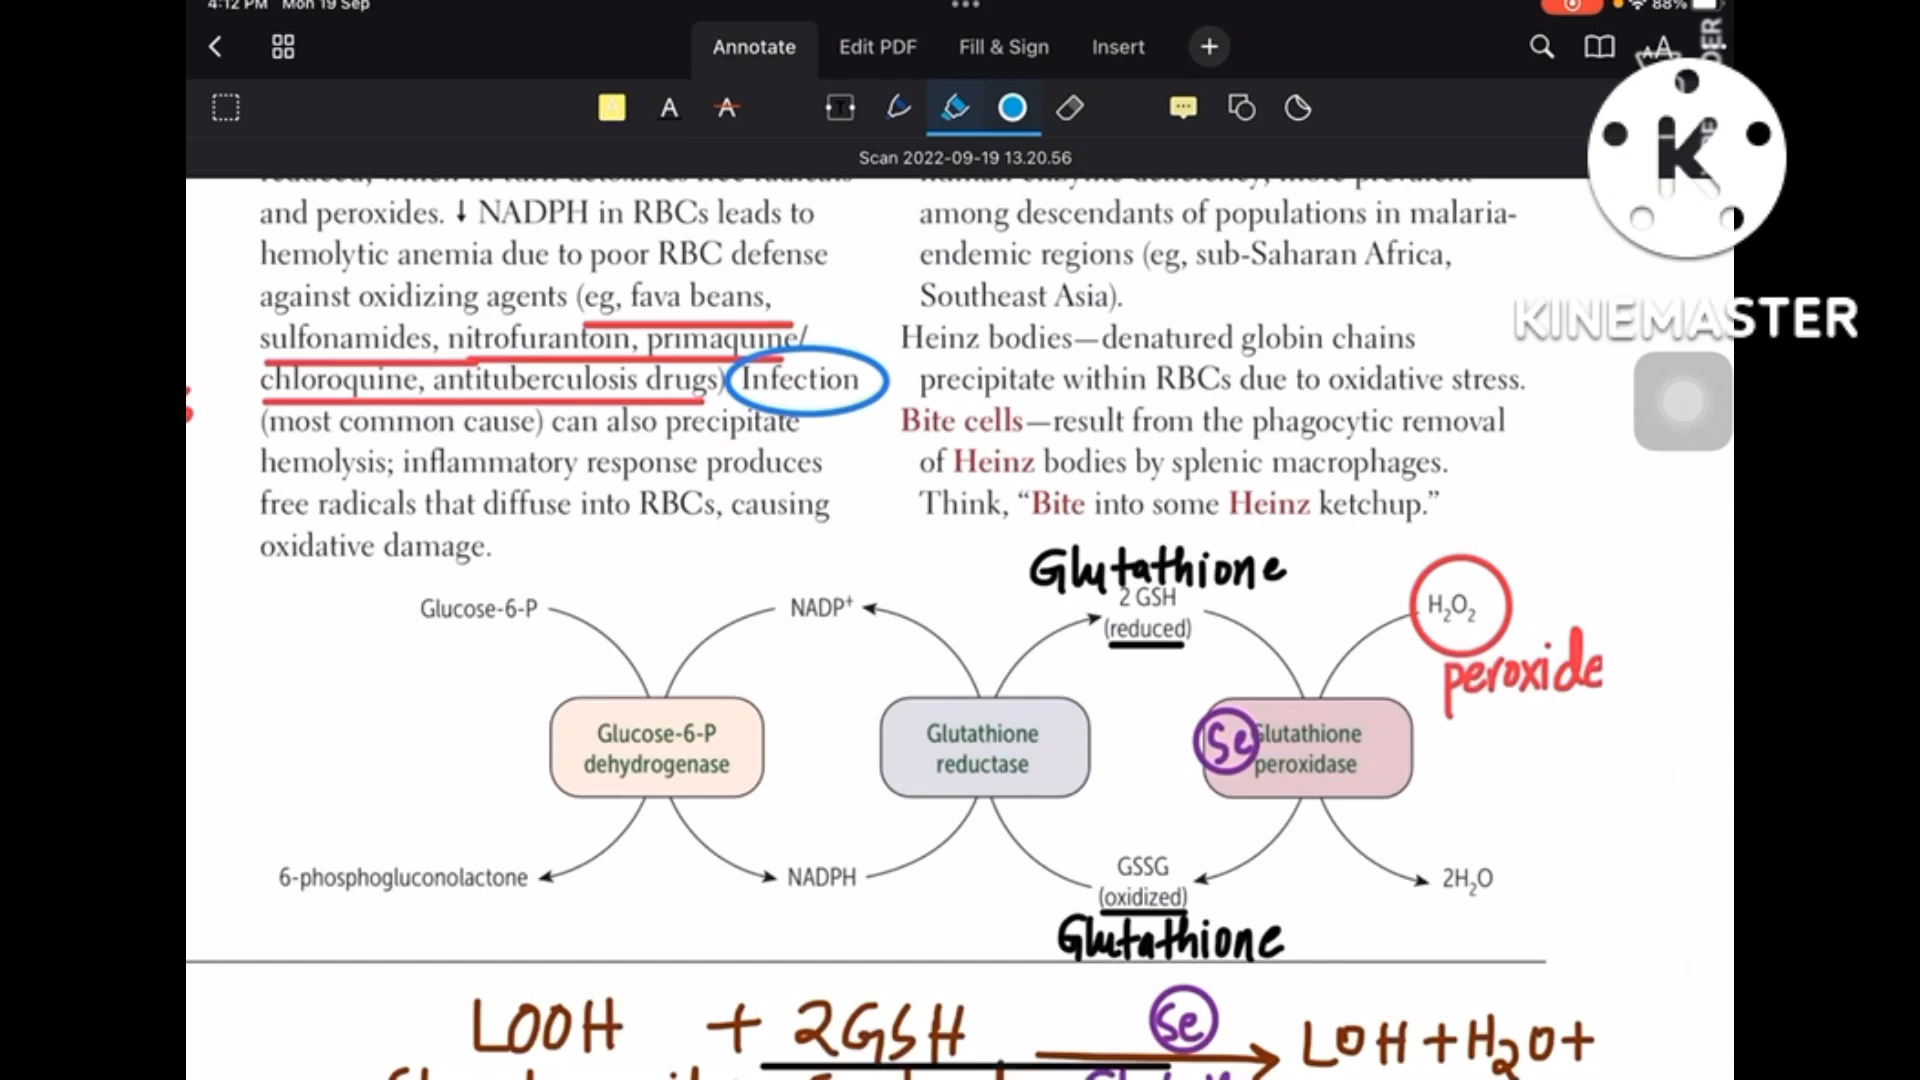 4:12 PM Mon 19 Sep
88%
Annotate
Edit PDF
Fill & Sign
Insert
Scan 2022-09-19 13.20.56
KINEMASTER
and peroxides. ↓ NADPH in RBCs leads to
hemolytic anemia due to poor RBC defense
against oxidizing agents (eg, fava beans,
sulfonamides, nitrofurantoin, primaquine/
chloroquine, antituberculosis drugs) Infection
(most common cause) can also precipitate
hemolysis; inflammatory response produces
free radicals that diffuse into RBCs, causing
oxidative damage.
among descendants of populations in malaria-
endemic regions (eg, sub-Saharan Africa,
Southeast Asia).
Heinz bodies—denatured globin chains
precipitate within RBCs due to oxidative stress.
Bite cells—result from the phagocytic removal
of Heinz bodies by splenic macrophages.
Think, “Bite into some Heinz ketchup.”
Glutathione
Glucose-6-P
NADP⁺
2 GSH
(reduced)
H₂O₂
peroxide
Glucose-6-P
dehydrogenase
Glutathione
reductase
Se
Glutathione
peroxidase
6-phosphogluconolactone
NADPH
GSSG
(oxidized)
2H₂O
Glutathione
LOOH + 2GSH Se LOH + H₂O +